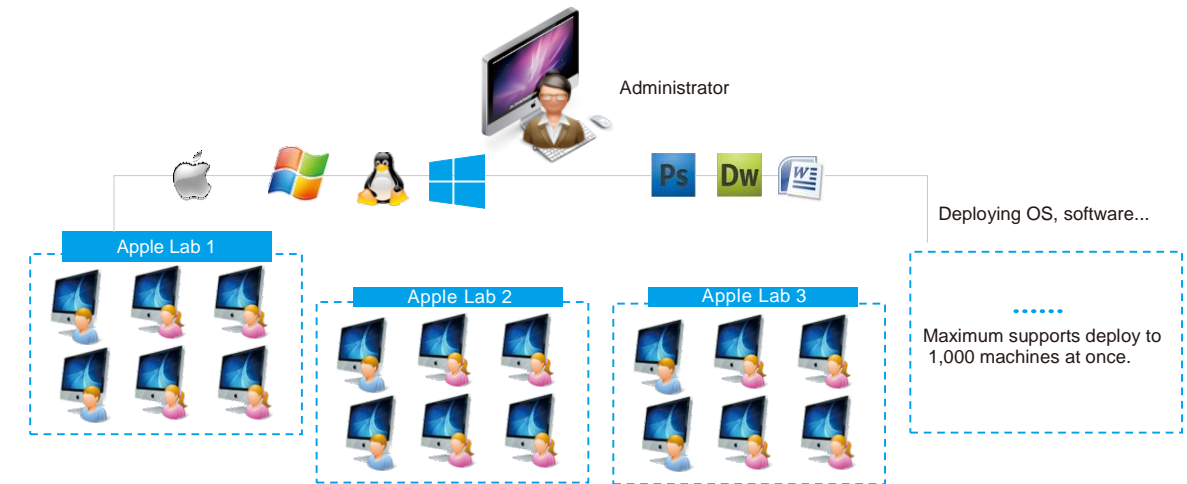 Administrator
Ps
Dw
W
Deploying OS, software...
Apple Lab 1
Apple Lab 2
Apple Lab 3
......
Maximum supports deploy to
1,000 machines at once.